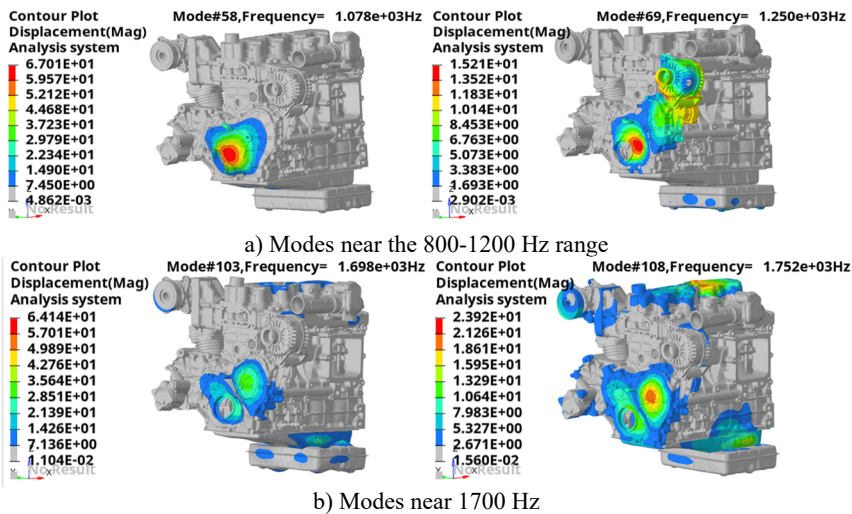 Contour Plot
Displacement(Mag)
Analysis system
Mode#58,Frequency= 1.078e+03Hz
6.701E+01
5.957E+01
5.212E+01
4.468E+01
3.723E+01
2.979E+01
2.234E+01
1.490E+01
7.450E+00
4.862E-03
NoResult
X
Contour Plot
Displacement(Mag)
Analysis system
Mode#69,Frequency= 1.250e+03Hz
1.521E+01
1.352E+01
1.183E+01
1.014E+01
8.453E+00
6.763E+00
5.073E+00
3.383E+00
1.693E+00
2.902E-03
NoResult
X
a) Modes near the 800-1200 Hz range
Contour Plot
Displacement(Mag)
Analysis system
Mode#103,Frequency= 1.698e+03Hz
6.414E+01
5.701E+01
4.989E+01
4.276E+01
3.564E+01
2.851E+01
2.139E+01
1.426E+01
7.136E+00
1.104E-02
NoResult
X
Contour Plot
Displacement(Mag)
Analysis system
Mode#108,Frequency= 1.752e+03Hz
2.392E+01
2.126E+01
1.861E+01
1.595E+01
1.329E+01
1.064E+01
7.983E+00
5.327E+00
2.671E+00
1.560E-02
NoResult
X
b) Modes near 1700 Hz